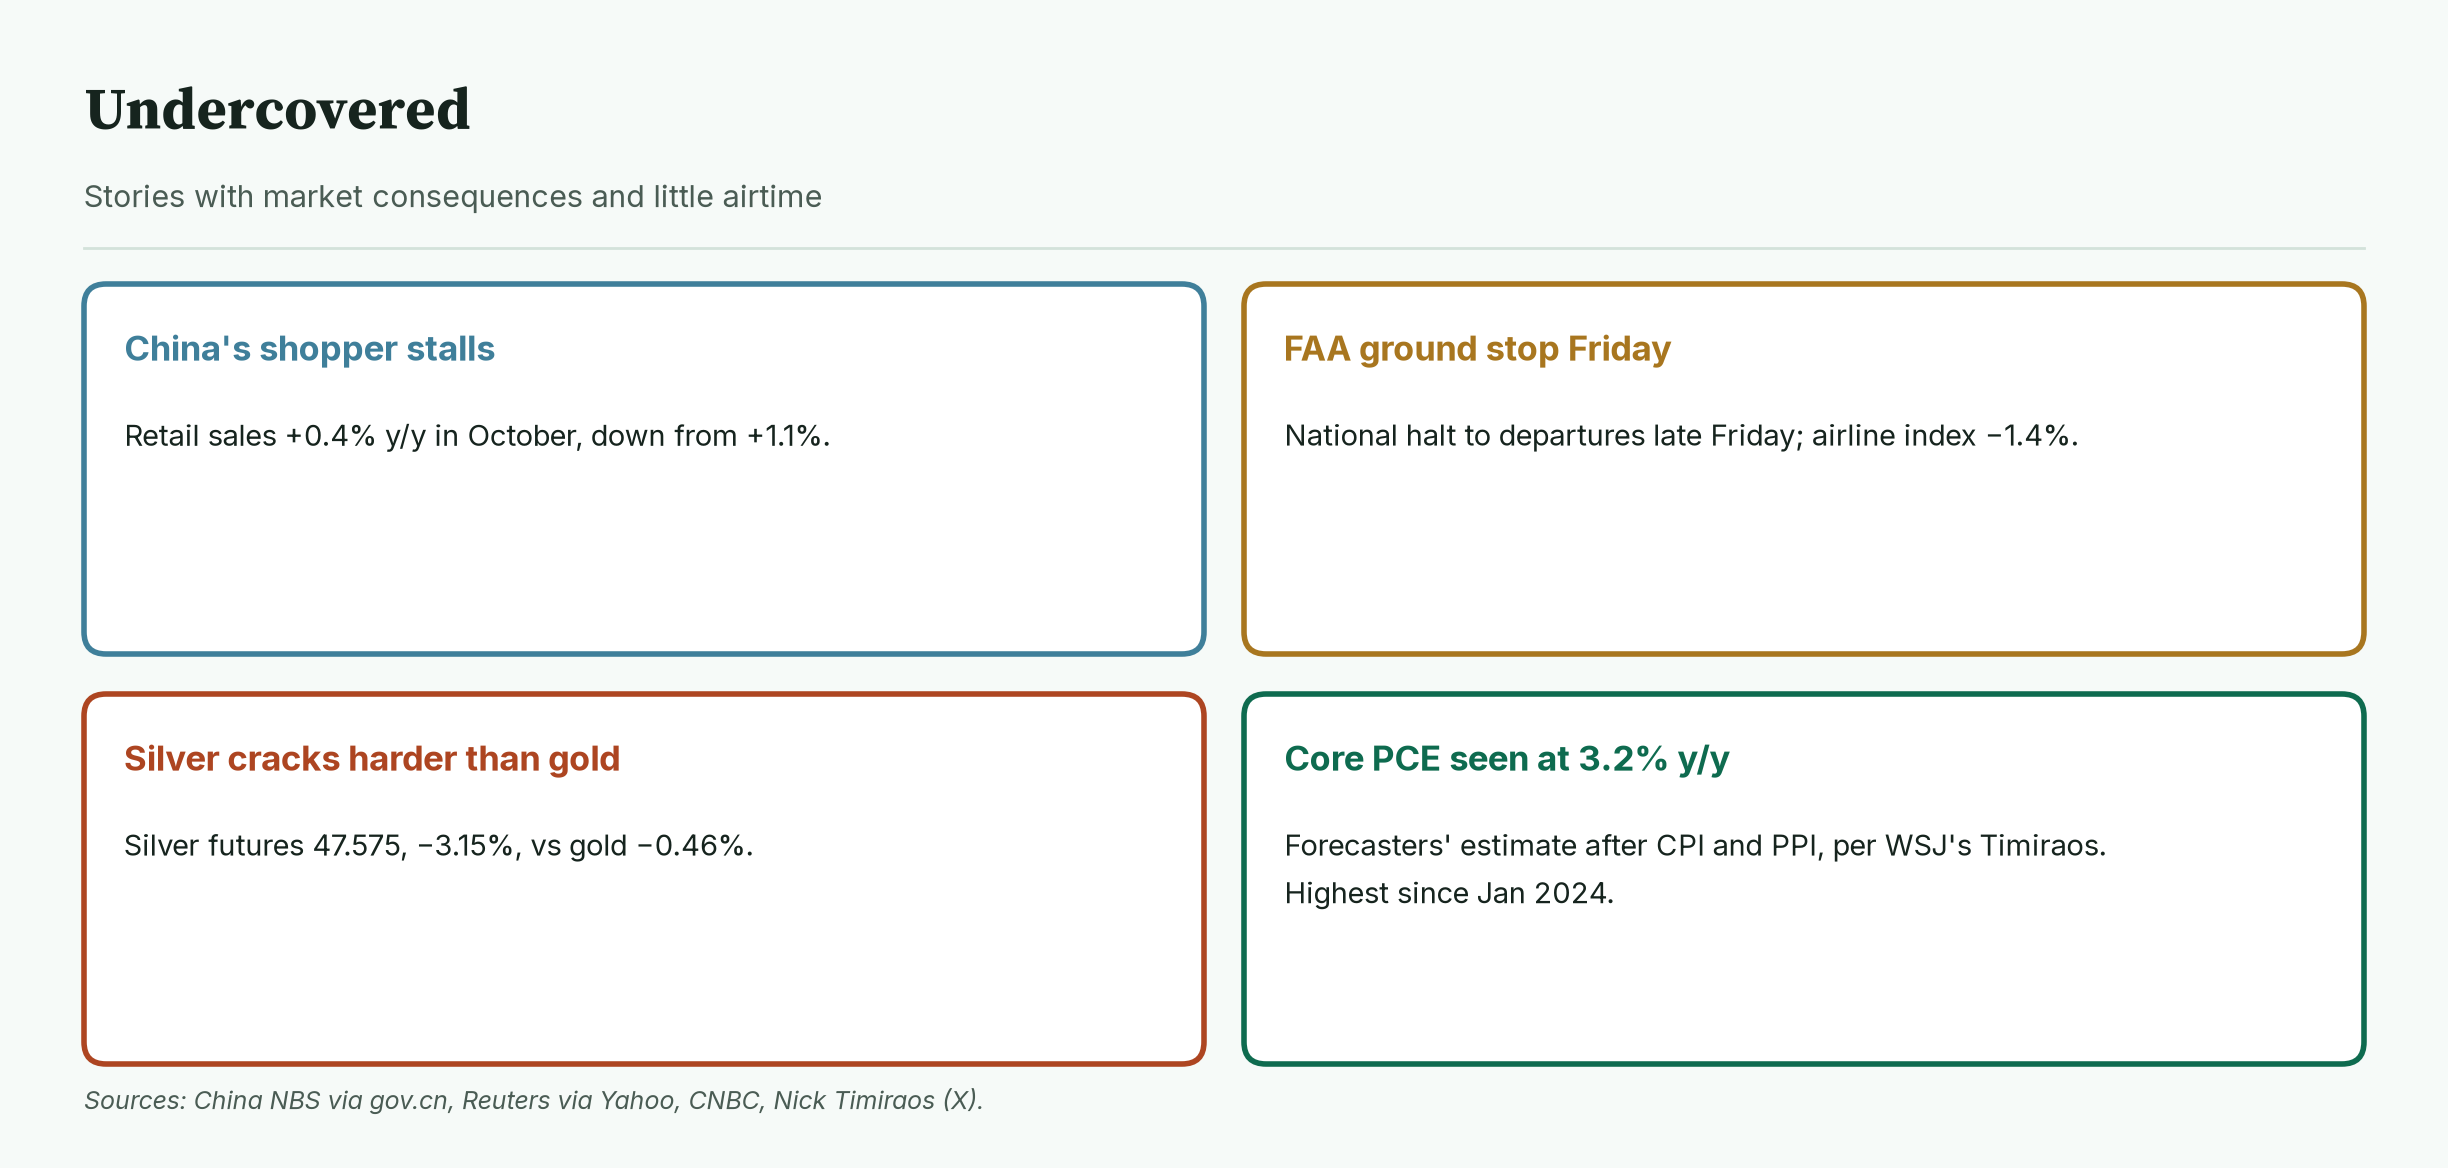 Undercovered
Stories with market consequences and little airtime
China's shopper stalls
Retail sales +0.4% y/y in October, down from +1.1%.
FAA ground stop Friday
National halt to departures late Friday; airline index −1.4%.
Silver cracks harder than gold
Silver futures 47.575, −3.15%, vs gold −0.46%.
Core PCE seen at 3.2% y/y
Forecasters' estimate after CPI and PPI, per WSJ's Timiraos.
Highest since Jan 2024.
Sources: China NBS via gov.cn, Reuters via Yahoo, CNBC, Nick Timiraos (X).